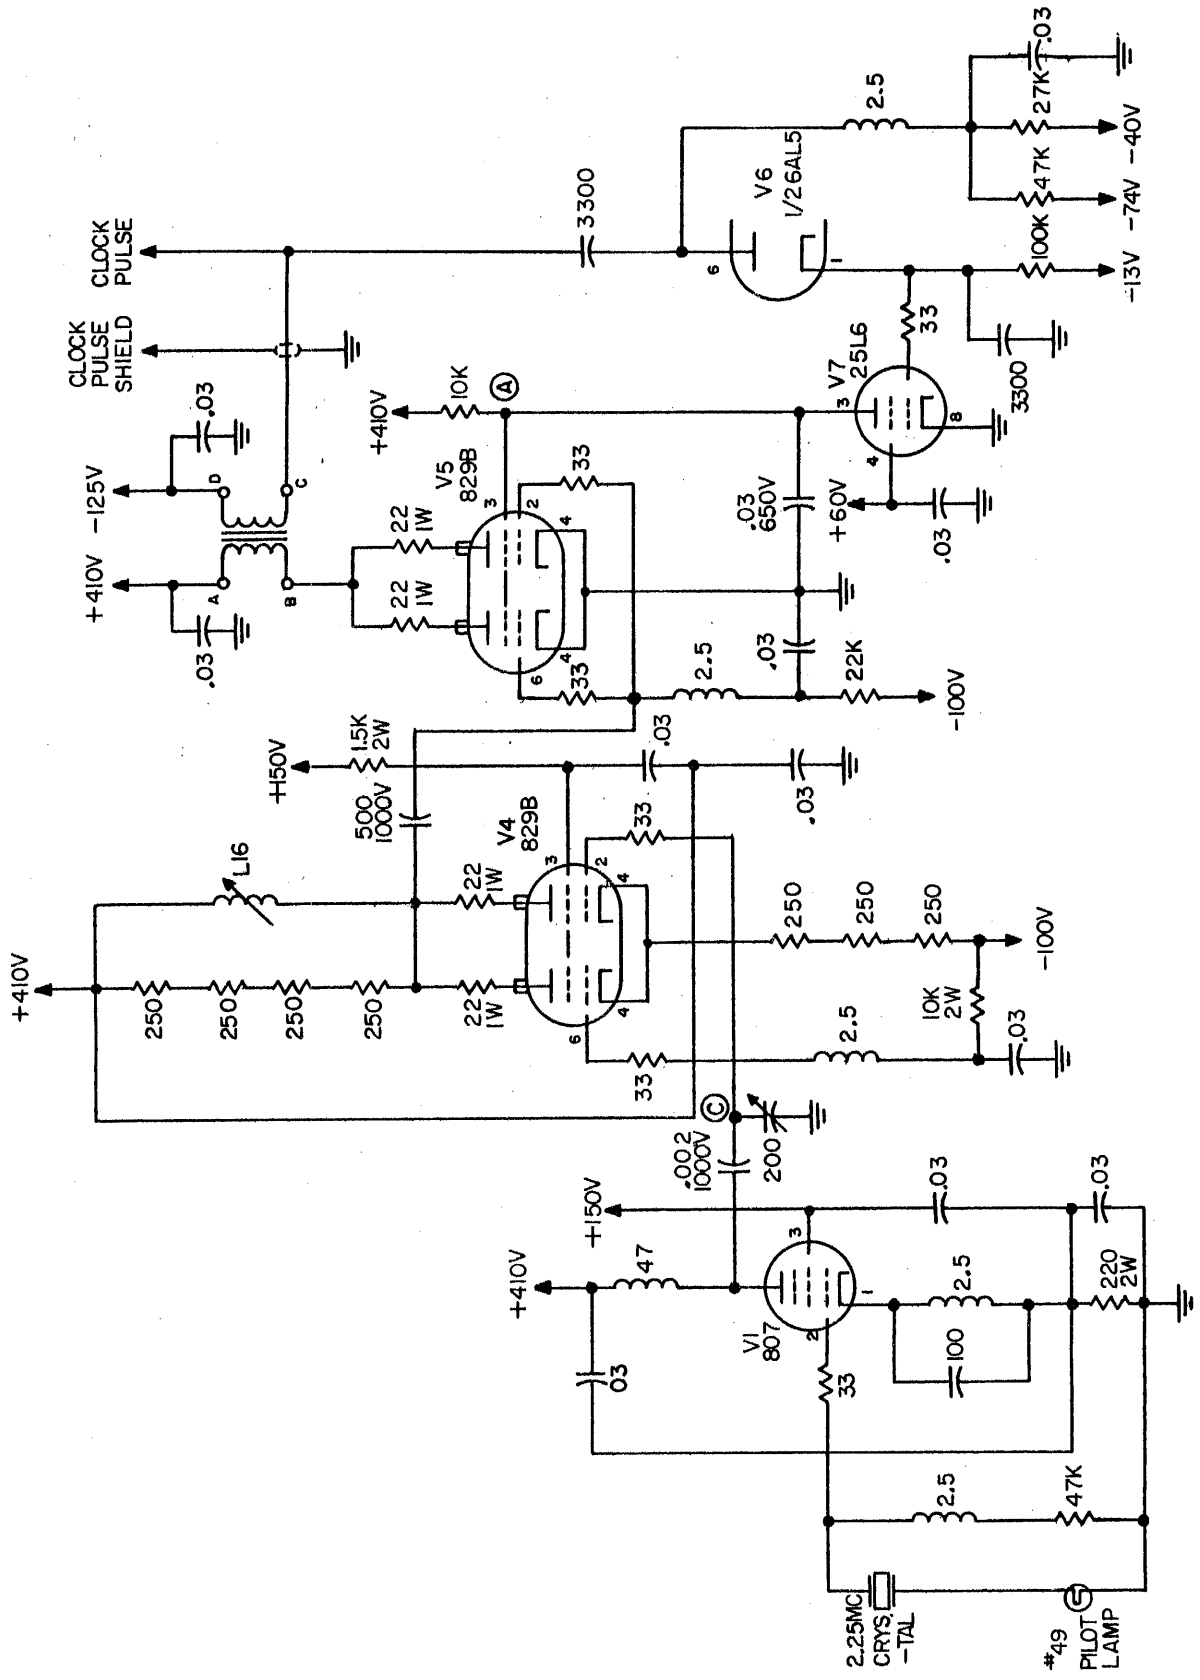 CLOCK
PULSE
SHIELD
CLOCK
PULSE
+410V
-125V
.03
.03
A
D
B
C
+410V
10K
A
3300
22
1W
22
1W
V5
829B
3
2
6
4
4
33
33
2.5
.03
22K
-100V
.03
650V
+60V
.03
V7
25L6
3
4
8
33
3300
V6
1/26AL5
6
1
2.5
.03
27K
47K
100K
-40V
-74V
-13V
+410V
L16
250
250
250
250
+150V
1.5K
2W
500
1000V
22
1W
22
1W
V4
829B
3
2
6
4
4
33
33
.03
.03
250
250
250
-100V
10K
2W
2.5
.03
C
.002
1000V
200
+410V
47
+150V
03
V1
807
3
2
1
33
2.5
100
.03
.03
220
2W
2.5
47K
2.25MC
CRYS.
-TAL
#49
PILOT
LAMP